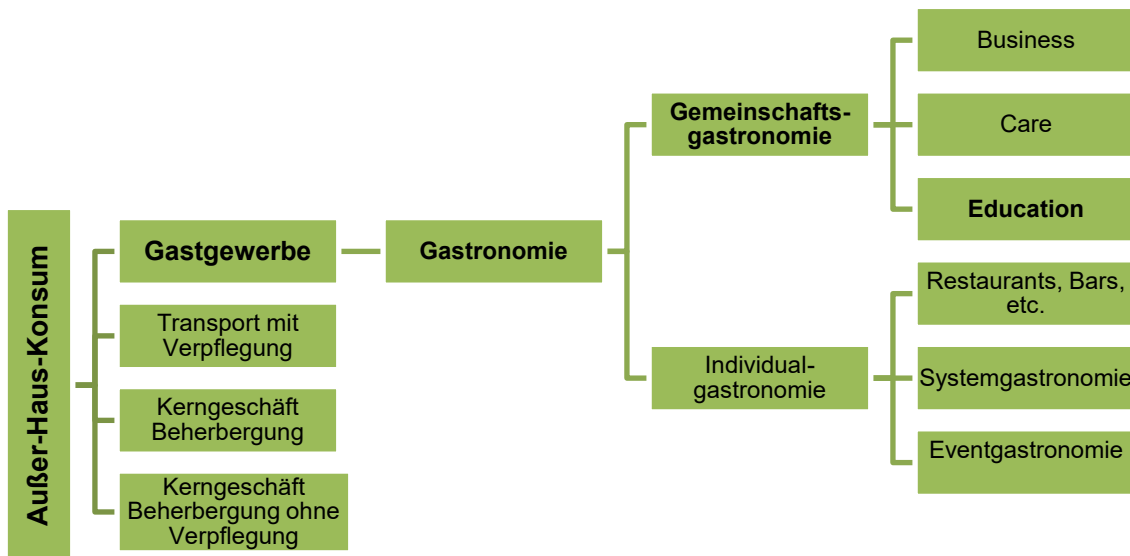 Außer-Haus-Konsum
Gastgewerbe
Transport mit
Verpflegung
Kerngeschäft
Beherbergung
Kerngeschäft
Beherbergung ohne
Verpflegung
Gastronomie
Gemeinschafts-
gastronomie
Individual-
gastronomie
Business
Care
Education
Restaurants, Bars,
etc.
Systemgastronomie
Eventgastronomie